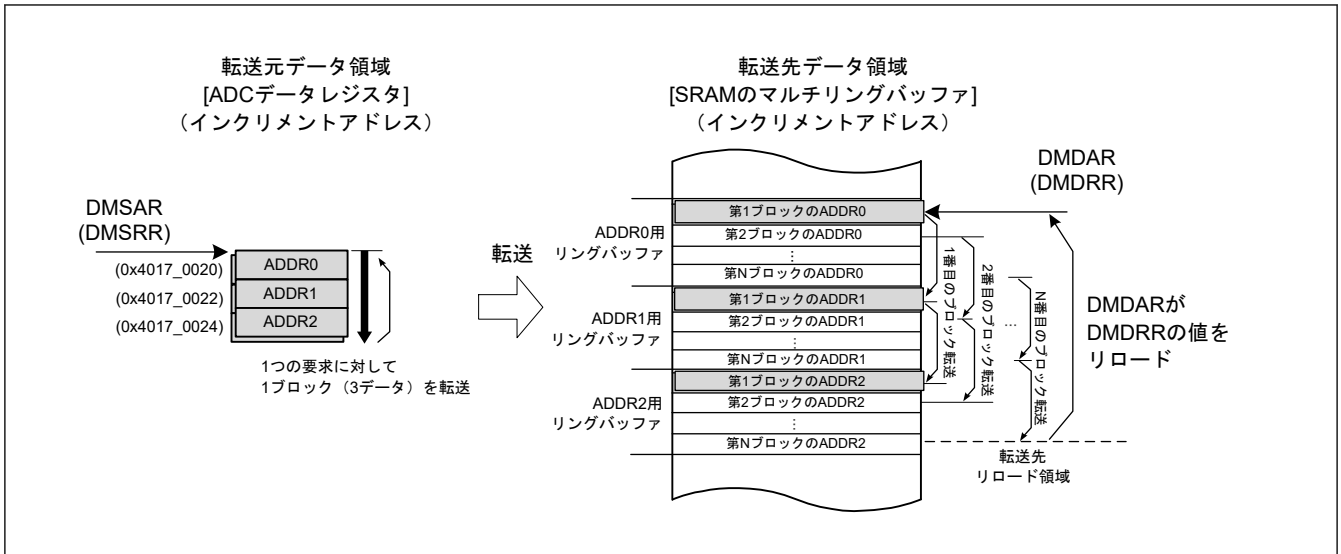 転送元データ領域
[ADCデータレジスタ]
（インクリメントアドレス）
DMSAR
(DMSRR)
(0x4017_0020)
(0x4017_0022)
(0x4017_0024)
ADDR0
ADDR1
ADDR2
1つの要求に対して
1ブロック（3データ）を転送
転送
転送先データ領域
[SRAMのマルチリングバッファ]
（インクリメントアドレス）
DMDAR
(DMDRR)
ADDR0用
リングバッファ
第1ブロックのADDR0
第2ブロックのADDR0
⋮
第NブロックのADDR0
ADDR1用
リングバッファ
第1ブロックのADDR1
第2ブロックのADDR1
⋮
第NブロックのADDR1
ADDR2用
リングバッファ
第1ブロックのADDR2
第2ブロックのADDR2
⋮
第NブロックのADDR2
1番目のブロック転送
2番目のブロック転送
…
N番目のブロック転送
DMDARが
DMDRRの値を
リロード
転送先
リロード領域